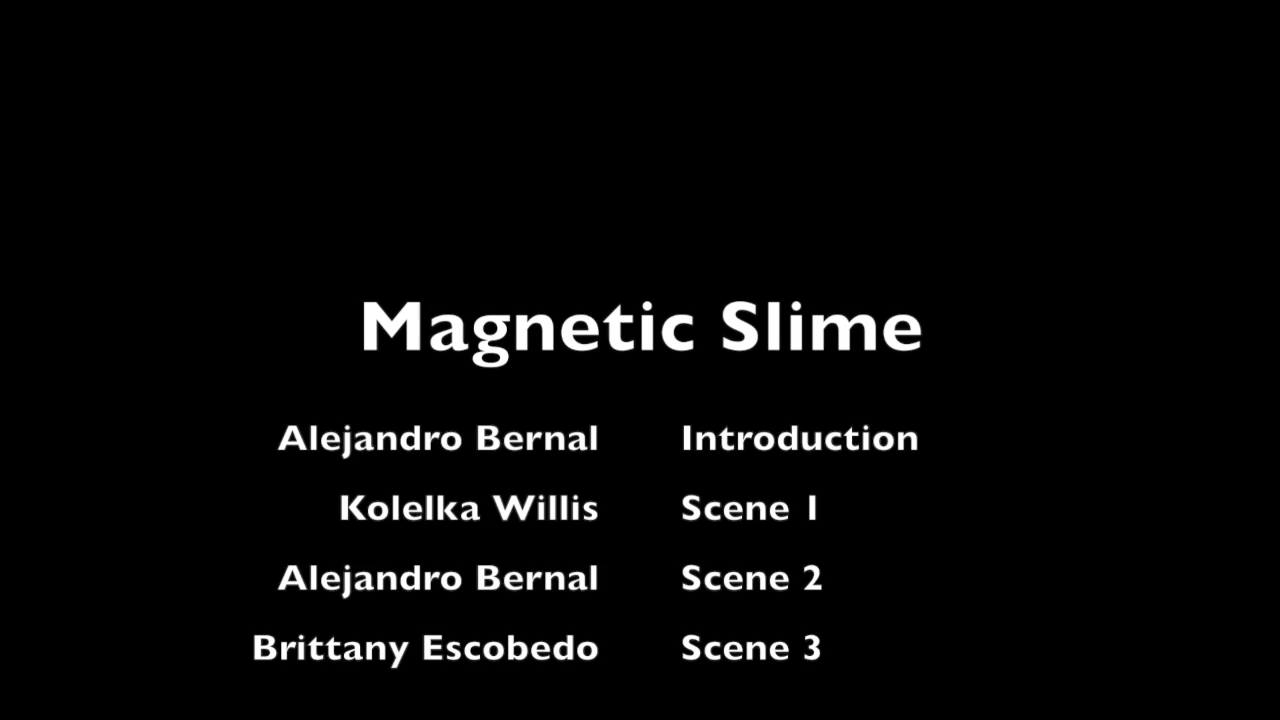 Magnetic Slime
Alejandro Bernal Introduction
Kolelka Willis Scene 1
Alejandro Bernal Scene 2
Brittany Escobedo Scene 3